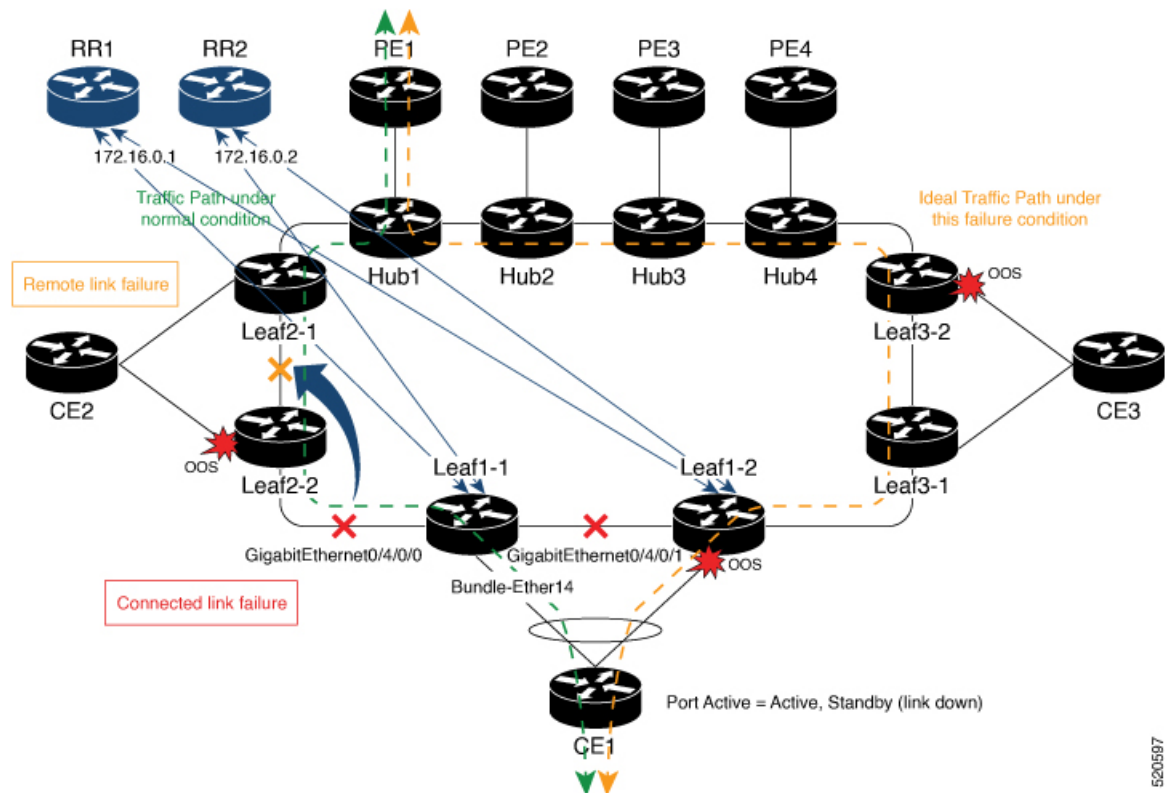 RR1
RR2
PE1
PE2
PE3
PE4
172.16.0.1
172.16.0.2
Traffic Path under
normal condition
Ideal Traffic Path under
this failure condition
Hub1
Hub2
Hub3
Hub4
OOS
Remote link failure
Leaf2-1
Leaf3-2
CE2
CE3
OOS
Leaf2-2
Leaf1-1
Leaf1-2
Leaf3-1
GigabitEthernet0/4/0/0
GigabitEthernet0/4/0/1
OOS
Bundle-Ether14
Connected link failure
Port Active = Active, Standby (link down)
CE1
520597